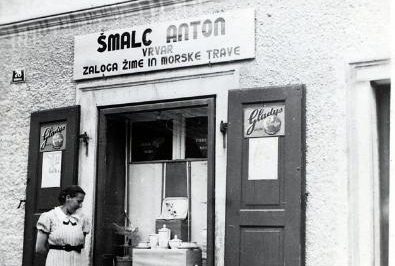 ŠMALC ANTON
VRVAR
ZALOGA ŽIME IN MORSKE TRAVE
Gladys
Gladys